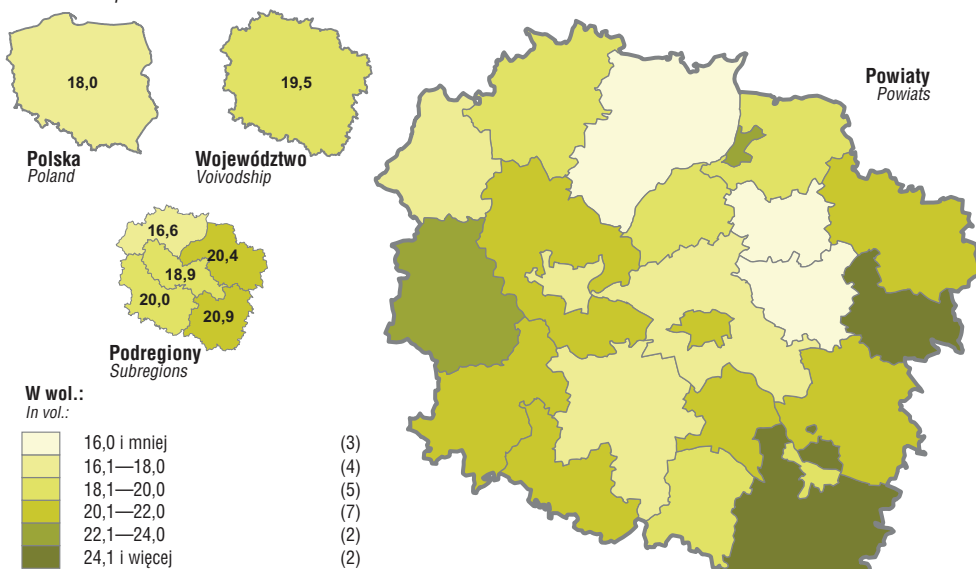 18,0
19,5
Polska
Poland
Województwo
Voivodship
Powiaty
Powiats
16,6
20,4
18,9
20,0
20,9
Podregiony
Subregions
W wol.:
In vol.:
16,0 i mniej (3)
16,1—18,0 (4)
18,1—20,0 (5)
20,1—22,0 (7)
22,1—24,0 (2)
24,1 i więcej (2)